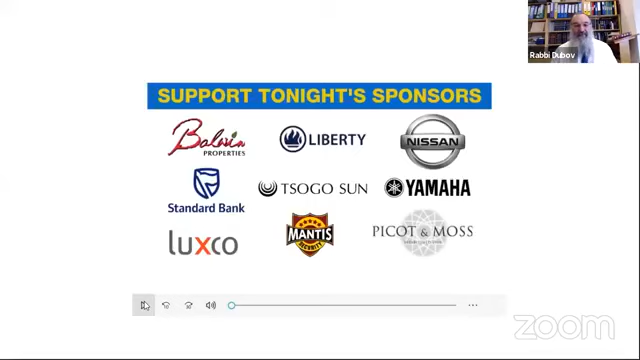 Rabbi Dubov
SUPPORT TONIGHT'S SPONSORS
Balwin
PROPERTIES
LIBERTY
NISSAN
Standard Bank
TSOGO SUN
YAMAHA
luxco
MANTIS
SECURITY
PICOT & MOSS
zoom